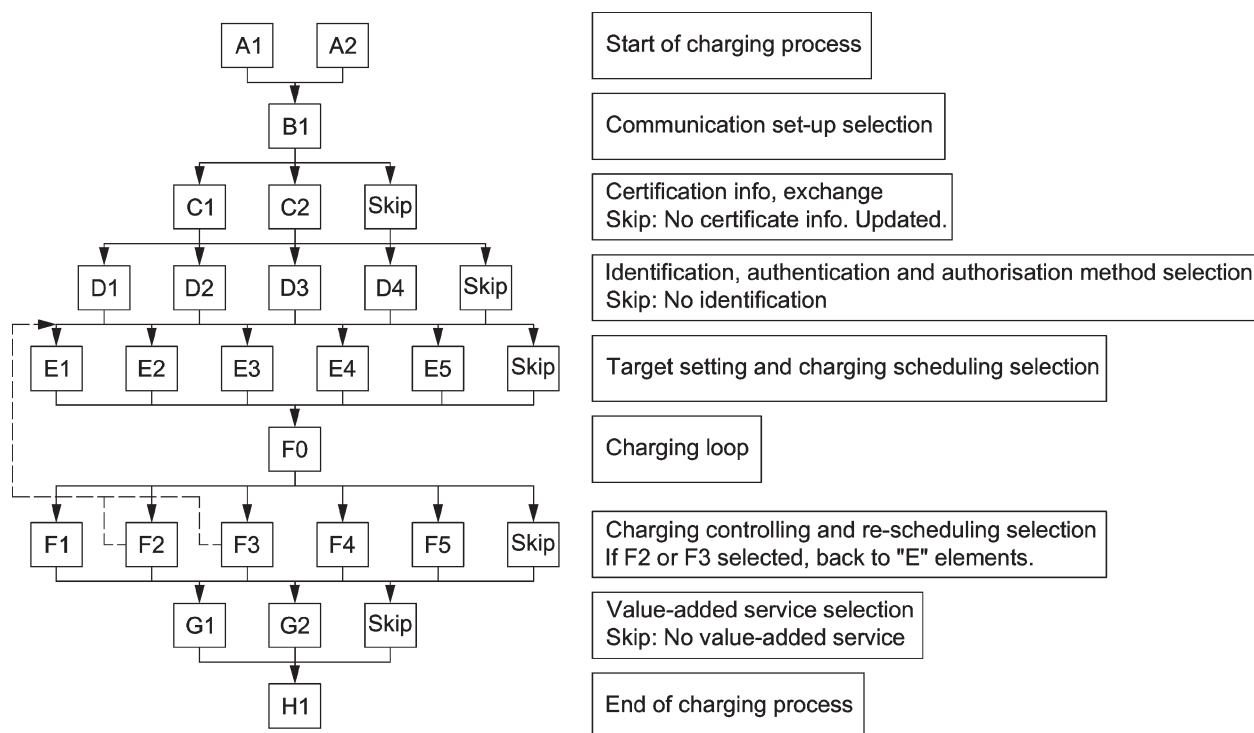 A1 A2 Start of charging process
B1 Communication set-up selection
C1 C2 Skip Certification info, exchange
Skip: No certificate info. Updated.
D1 D2 D3 D4 Skip Identification, authentication and authorisation method selection
Skip: No identification
E1 E2 E3 E4 E5 Skip Target setting and charging scheduling selection
F0 Charging loop
F1 F2 F3 F4 F5 Skip Charging controlling and re-scheduling selection
If F2 or F3 selected, back to "E" elements.
G1 G2 Skip Value-added service selection
Skip: No value-added service
H1 End of charging process